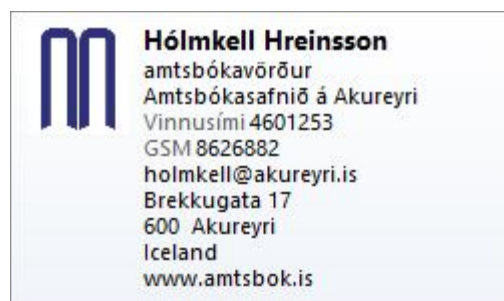 Hólmkell Hreinsson
amtsbókavörður
Amtsbókasafnið á Akureyri
Vinnusími 4601253
GSM 8626882
holmkell@akureyri.is
Brekkugata 17
600 Akureyri
Iceland
www.amtsbok.is